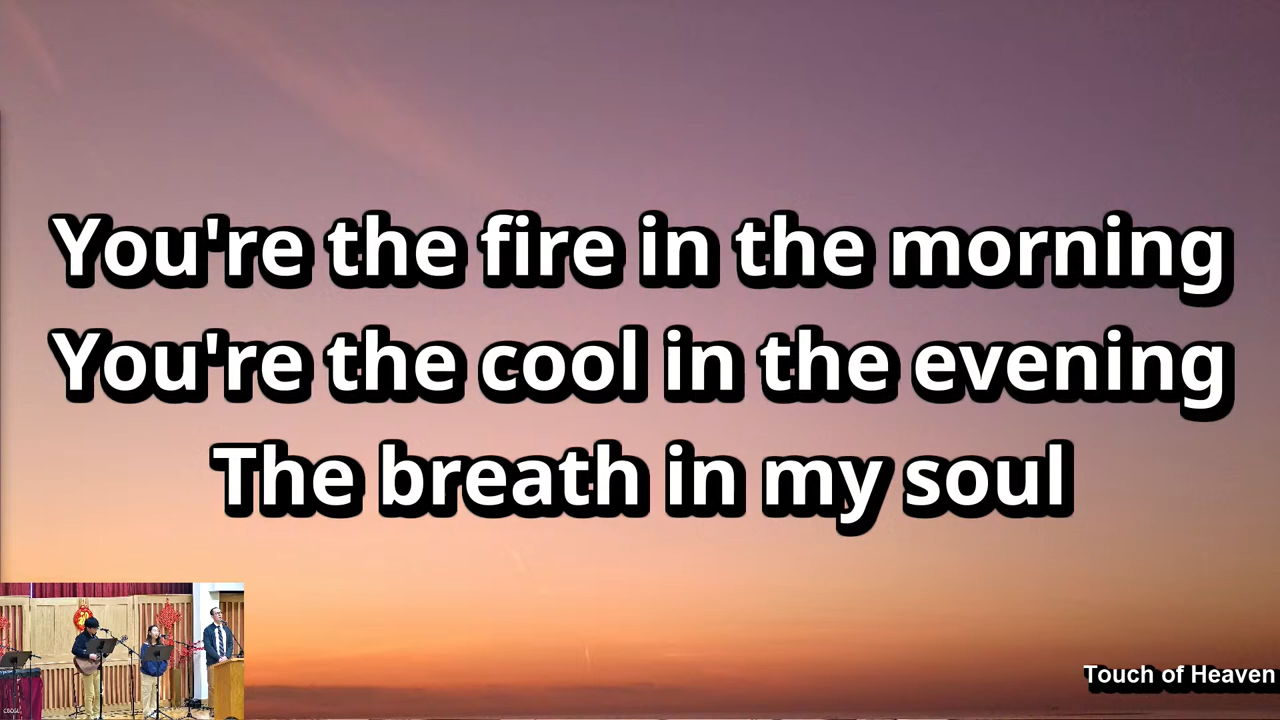 You're the fire in the morning
You're the cool in the evening
The breath in my soul
Touch of Heaven